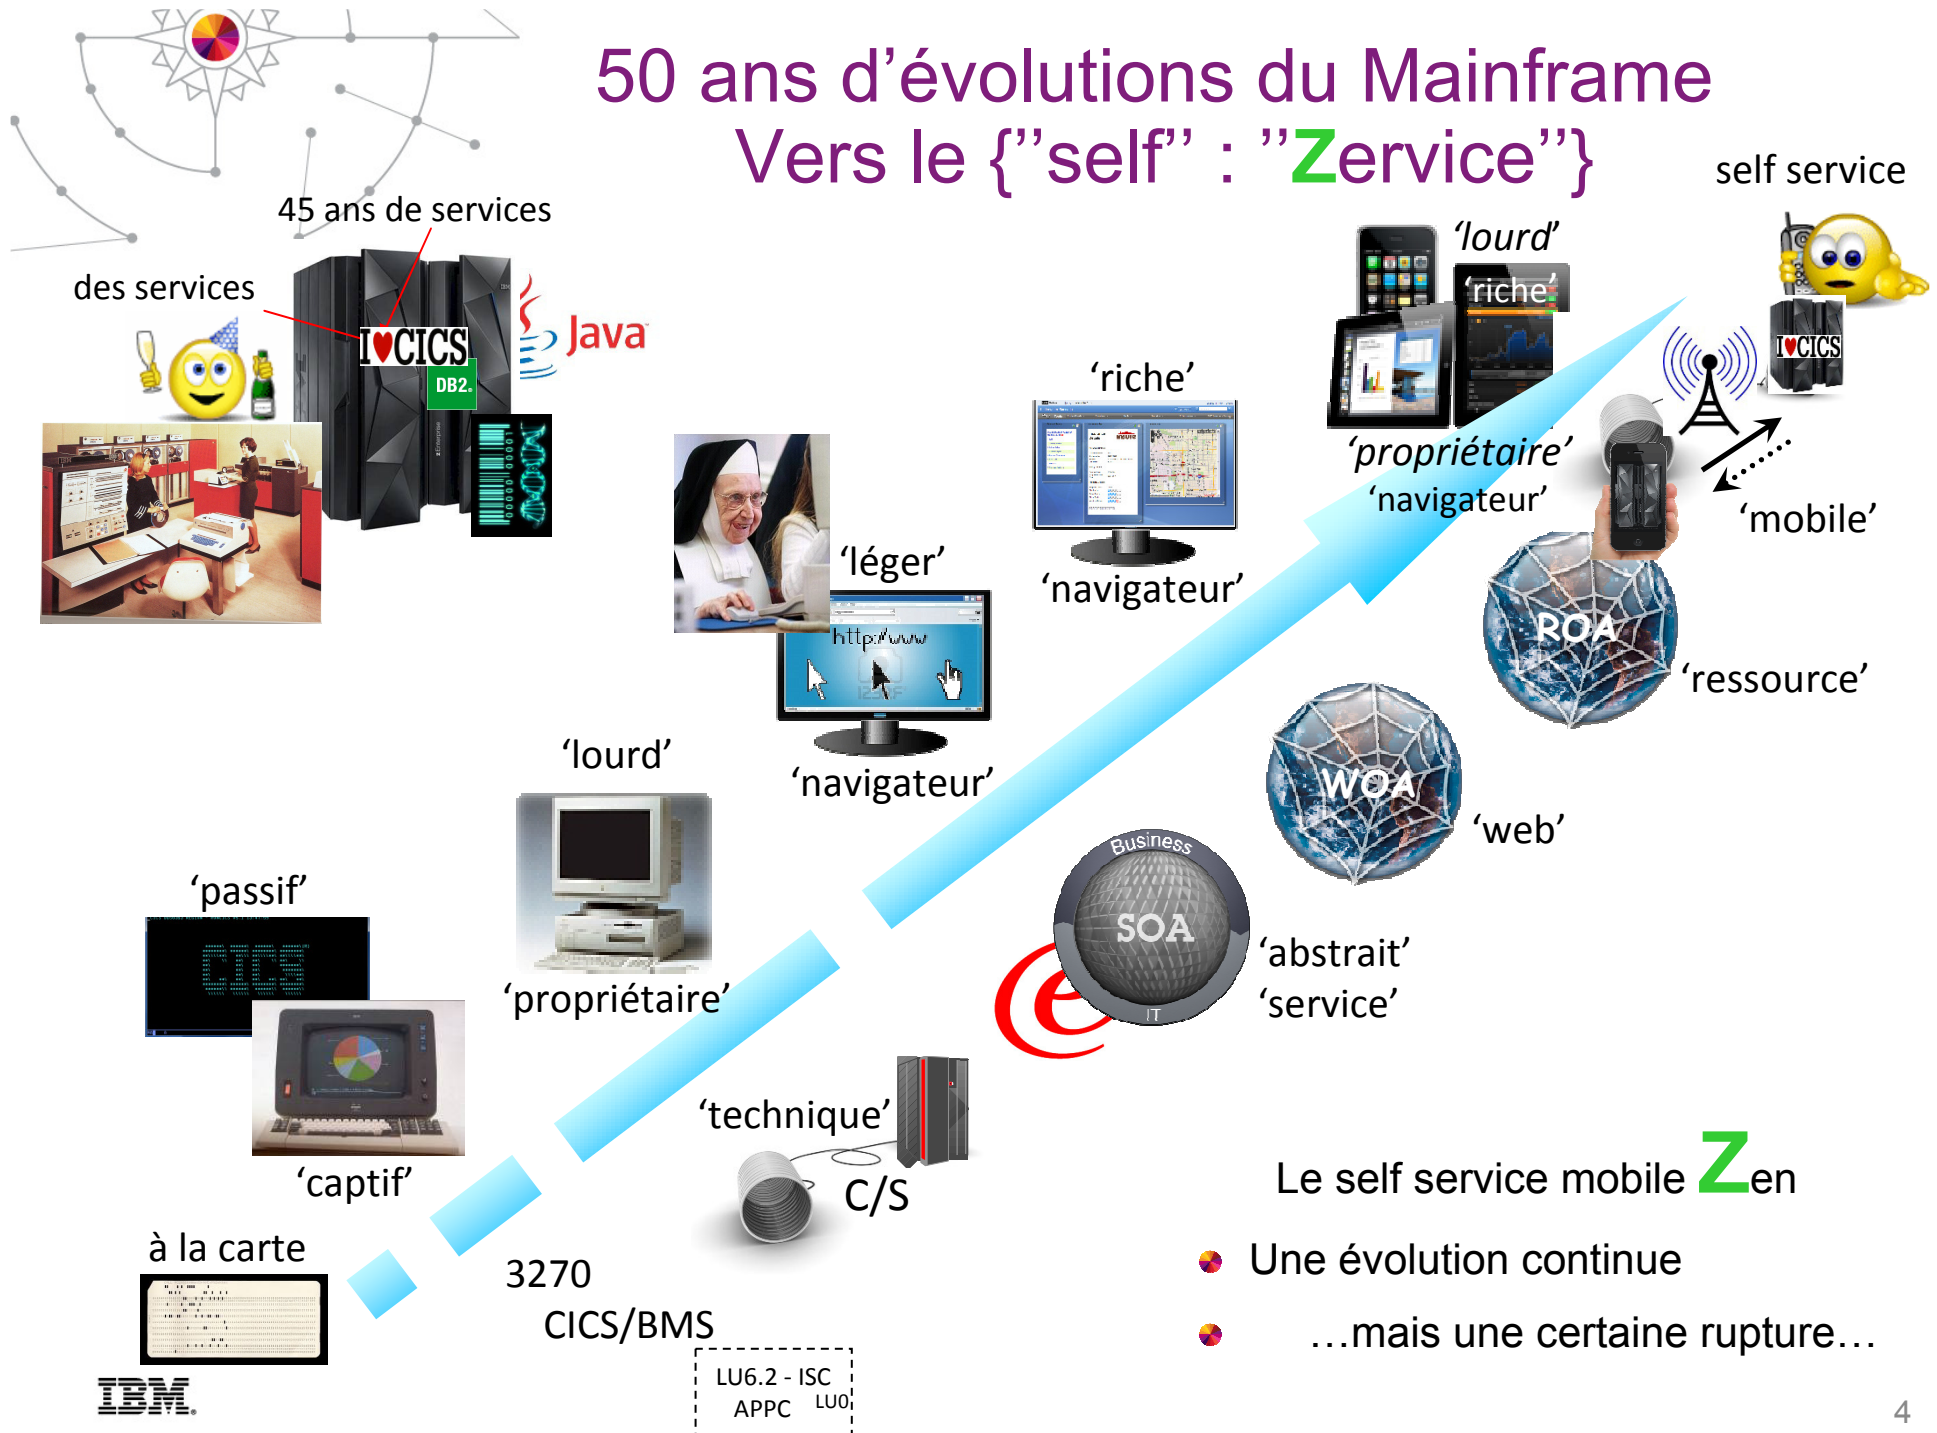 50 ans d’évolutions du Mainframe
Vers le {’’self’’ : ’’Zervice’’}
self service
45 ans de services
des services
I♥CICS
DB2.
Java
‘lourd’
‘riche’
I♥CICS
‘propriétaire’
‘navigateur’
‘mobile’
‘riche’
‘navigateur’
‘léger’
http://www
‘navigateur’
ROA
‘ressource’
WOA
‘web’
‘lourd’
‘propriétaire’
Business
SOA
IT
‘abstrait’
‘service’
‘passif’
CICS
‘captif’
‘technique’
C/S
à la carte
3270
CICS/BMS
LU6.2 - ISC
APPC LU0
Le self service mobile Zen
Une évolution continue
…mais une certaine rupture…
IBM.
4